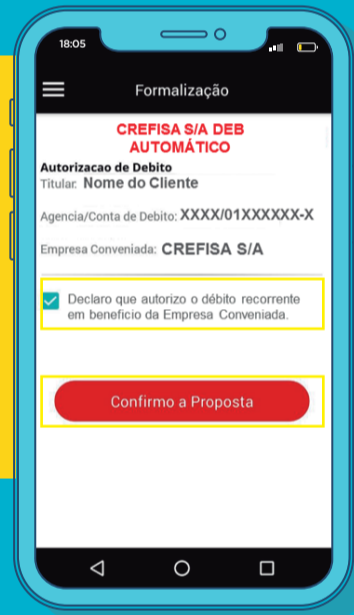 18:05
Formalização
CREFISA S/A DEB
AUTOMÁTICO
Autorizacao de Debito
Titular: Nome do Cliente
Agencia/Conta de Debito: XXXX/01XXXXXX-X
Empresa Conveniada: CREFISA S/A
Declaro que autorizo o débito recorrente
em beneficio da Empresa Conveniada.
Confirmo a Proposta